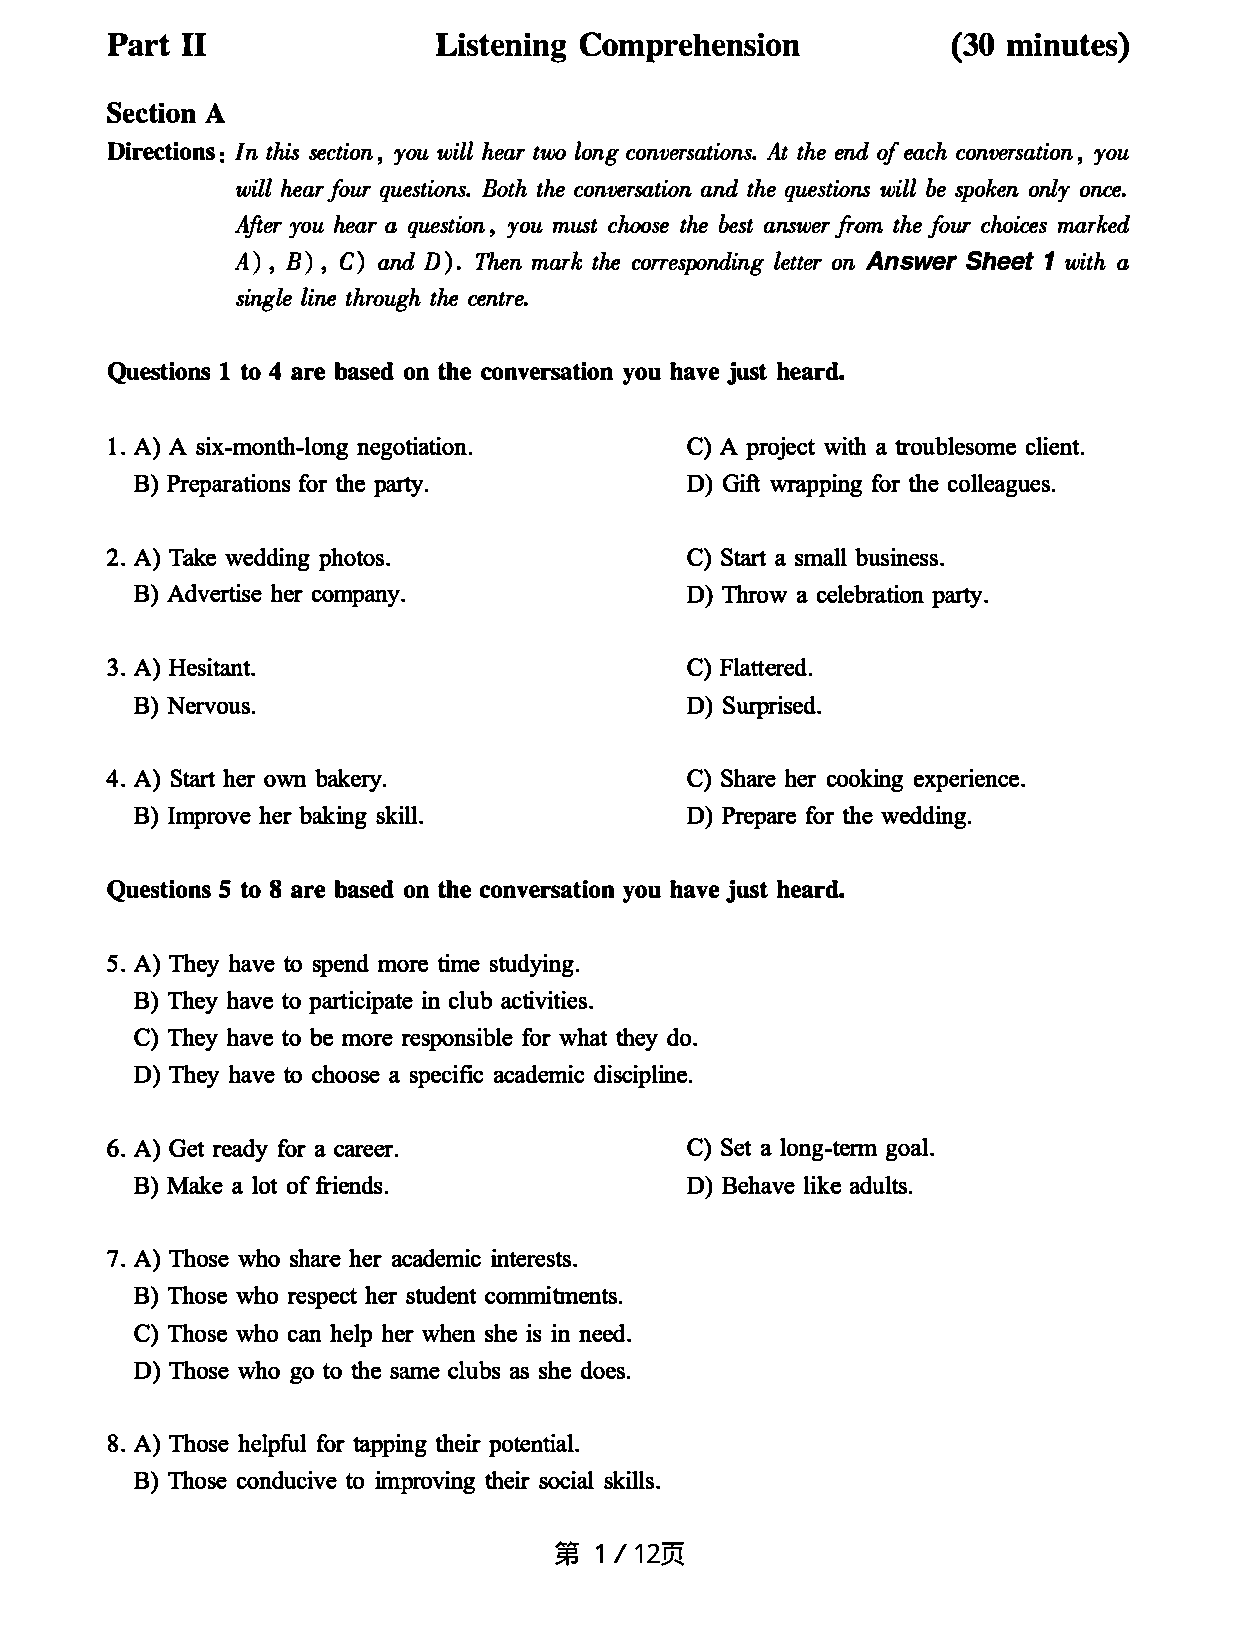 Part II Listening Comprehension (30 minutes)
Section A
Directions: In this section, you will hear two long conversations. At the end of each conversation, you
will hear four questions. Both the conversation and the questions will be spoken only once.
After you hear a question, you must choose the best answer from the four choices marked
A), B), C) and D). Then mark the corresponding letter on Answer Sheet 1 with a
single line through the centre.
Questions 1 to 4 are based on the conversation you have just heard.
1. A) A six-month-long negotiation. C) A project with a troublesome client.
B) Preparations for the party. D) Gift wrapping for the colleagues.
2. A) Take wedding photos. C) Start a small business.
B) Advertise her company. D) Throw a celebration party.
3. A) Hesitant. C) Flattered.
B) Nervous. D) Surprised.
4. A) Start her own bakery. C) Share her cooking experience.
B) Improve her baking skill. D) Prepare for the wedding.
Questions 5 to 8 are based on the conversation you have just heard.
5. A) They have to spend more time studying.
B) They have to participate in club activities.
C) They have to be more responsible for what they do.
D) They have to choose a specific academic discipline.
6. A) Get ready for a career. C) Set a long-term goal.
B) Make a lot of friends. D) Behave like adults.
7. A) Those who share her academic interests.
B) Those who respect her student commitments.
C) Those who can help her when she is in need.
D) Those who go to the same clubs as she does.
8. A) Those helpful for tapping their potential.
B) Those conducive to improving their social skills.
第 1 / 12页